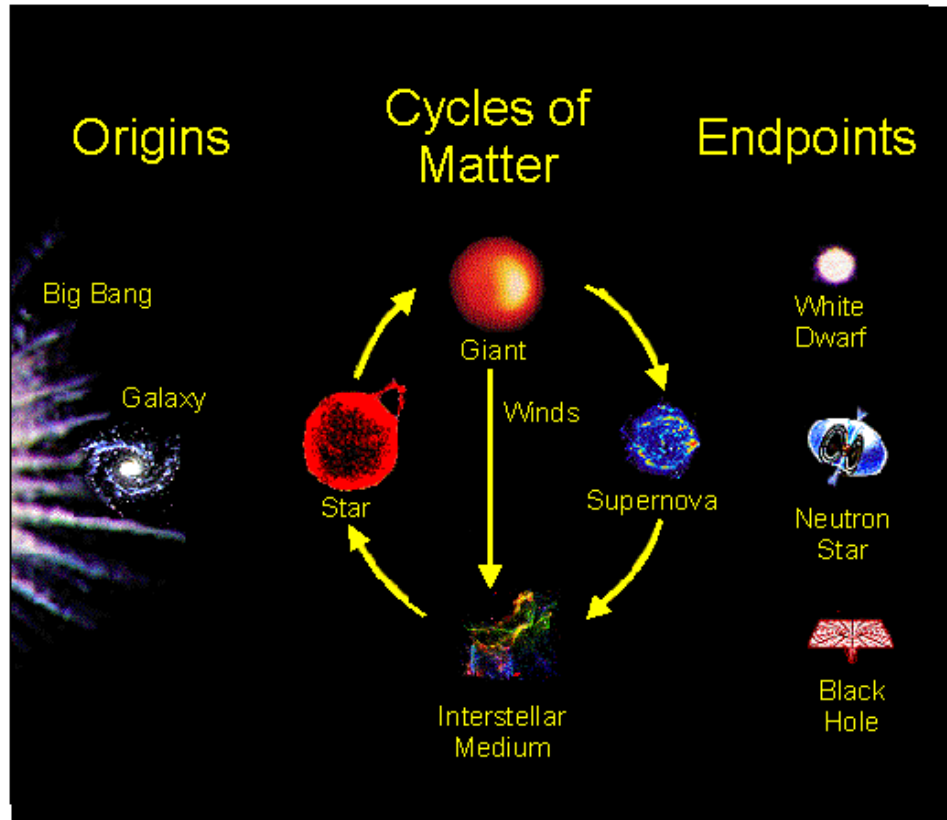 Origins
Cycles of
Matter
Endpoints
Big Bang
Galaxy
Star
Giant
Winds
Supernova
Interstellar
Medium
White
Dwarf
Neutron
Star
Black
Hole